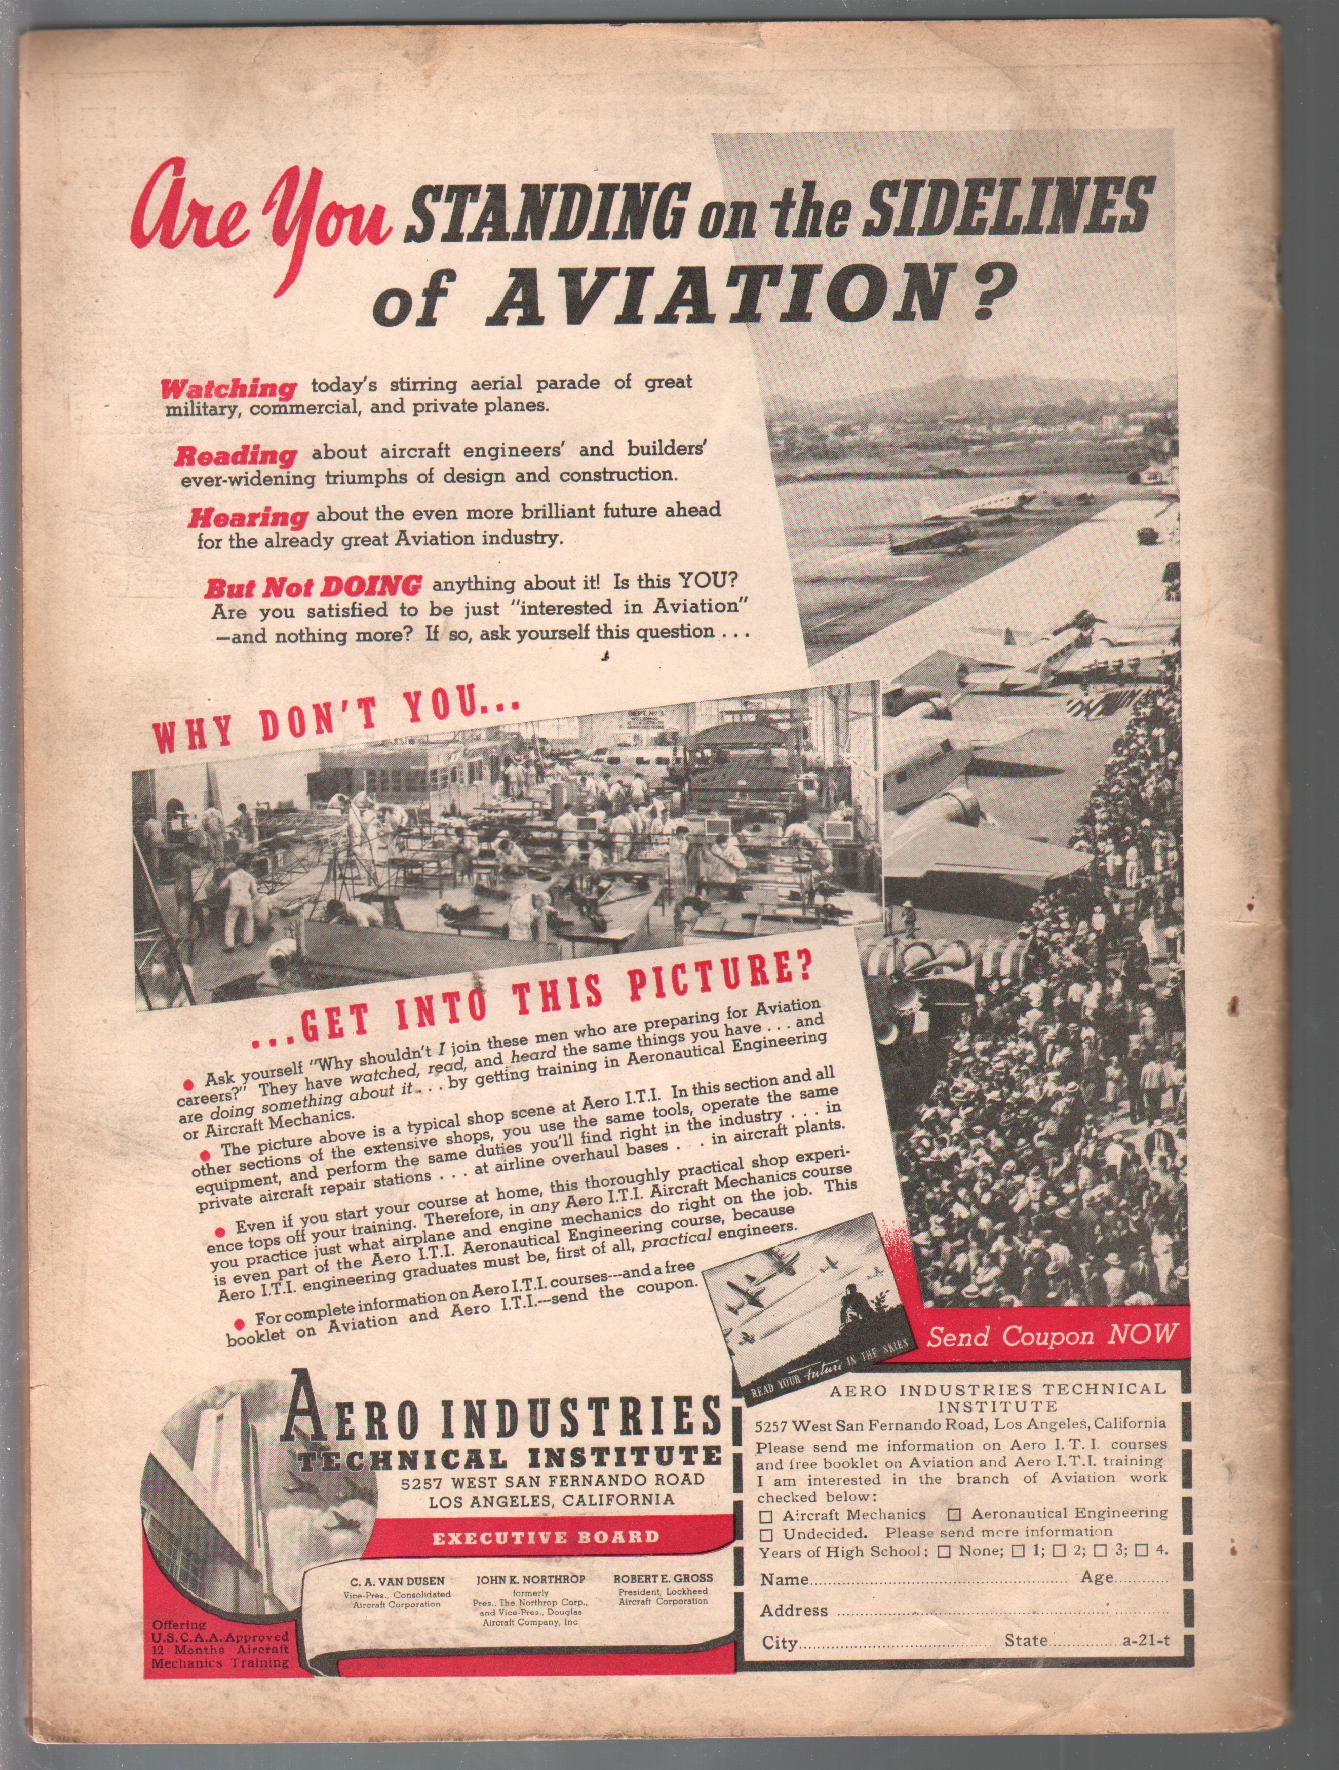 Are You STANDING on the SIDELINES
of AVIATION?
Watching today's stirring aerial parade of great
military, commercial, and private planes.
Reading about aircraft engineers' and builders'
ever-widening triumphs of design and construction.
Hearing about the even more brilliant future ahead
for the already great Aviation industry.
But Not DOING anything about it! Is this YOU?
Are you satisfied to be just "interested in Aviation"
—and nothing more? If so, ask yourself this question . . .
WHY DON'T YOU...
DEPT. No 3
...GET INTO THIS PICTURE?
● Ask yourself "Why shouldn't I join these men who are preparing for Aviation
careers?" They have watched, read, and heard the same things you have . . . and
are doing something about it . . . by getting training in Aeronautical Engineering
or Aircraft Mechanics.
● The picture above is a typical shop scene at Aero I.T.I. In this section and all
other sections of the extensive shops, you use the same tools, operate the same
equipment, and perform the same duties you'll find right in the industry . . . in
private aircraft repair stations . . . at airline overhaul bases . . . in aircraft plants.
● Even if you start your course at home, this thoroughly practical shop experi-
ence tops off your training. Therefore, in any Aero I.T.I. Aircraft Mechanics course
you practice just what airplane and engine mechanics do right on the job. This
is even part of the Aero I.T.I. Aeronautical Engineering course, because
Aero I.T.I. engineering graduates must be, first of all, practical engineers.
● For complete information on Aero I.T.I. courses---and a free
booklet on Aviation and Aero I.T.I.---send the coupon.
READ YOUR future IN THE SKIES
Send Coupon NOW
AERO INDUSTRIES
TECHNICAL INSTITUTE
5257 WEST SAN FERNANDO ROAD
LOS ANGELES, CALIFORNIA
EXECUTIVE BOARD
C. A. VAN DUSEN
Vice-Pres., Consolidated
Aircraft Corporation
JOHN K. NORTHROP
formerly
Pres., The Northrop Corp.,
and Vice-Pres., Douglas
Aircraft Company, Inc.
ROBERT E. GROSS
President, Lockheed
Aircraft Corporation
Offering
U.S.C.A.A. Approved
12 Months Aircraft
Mechanics Training
AERO INDUSTRIES TECHNICAL
INSTITUTE
5257 West San Fernando Road, Los Angeles, California
Please send me information on Aero I. T. I. courses
and free booklet on Aviation and Aero I.T.I. training
I am interested in the branch of Aviation work
checked below:
□ Aircraft Mechanics □ Aeronautical Engineering
□ Undecided. Please send more information
Years of High School: □ None; □ 1; □ 2; □ 3; □ 4.
Name.................... Age............
Address ....................
City.................... State............ a-21-t